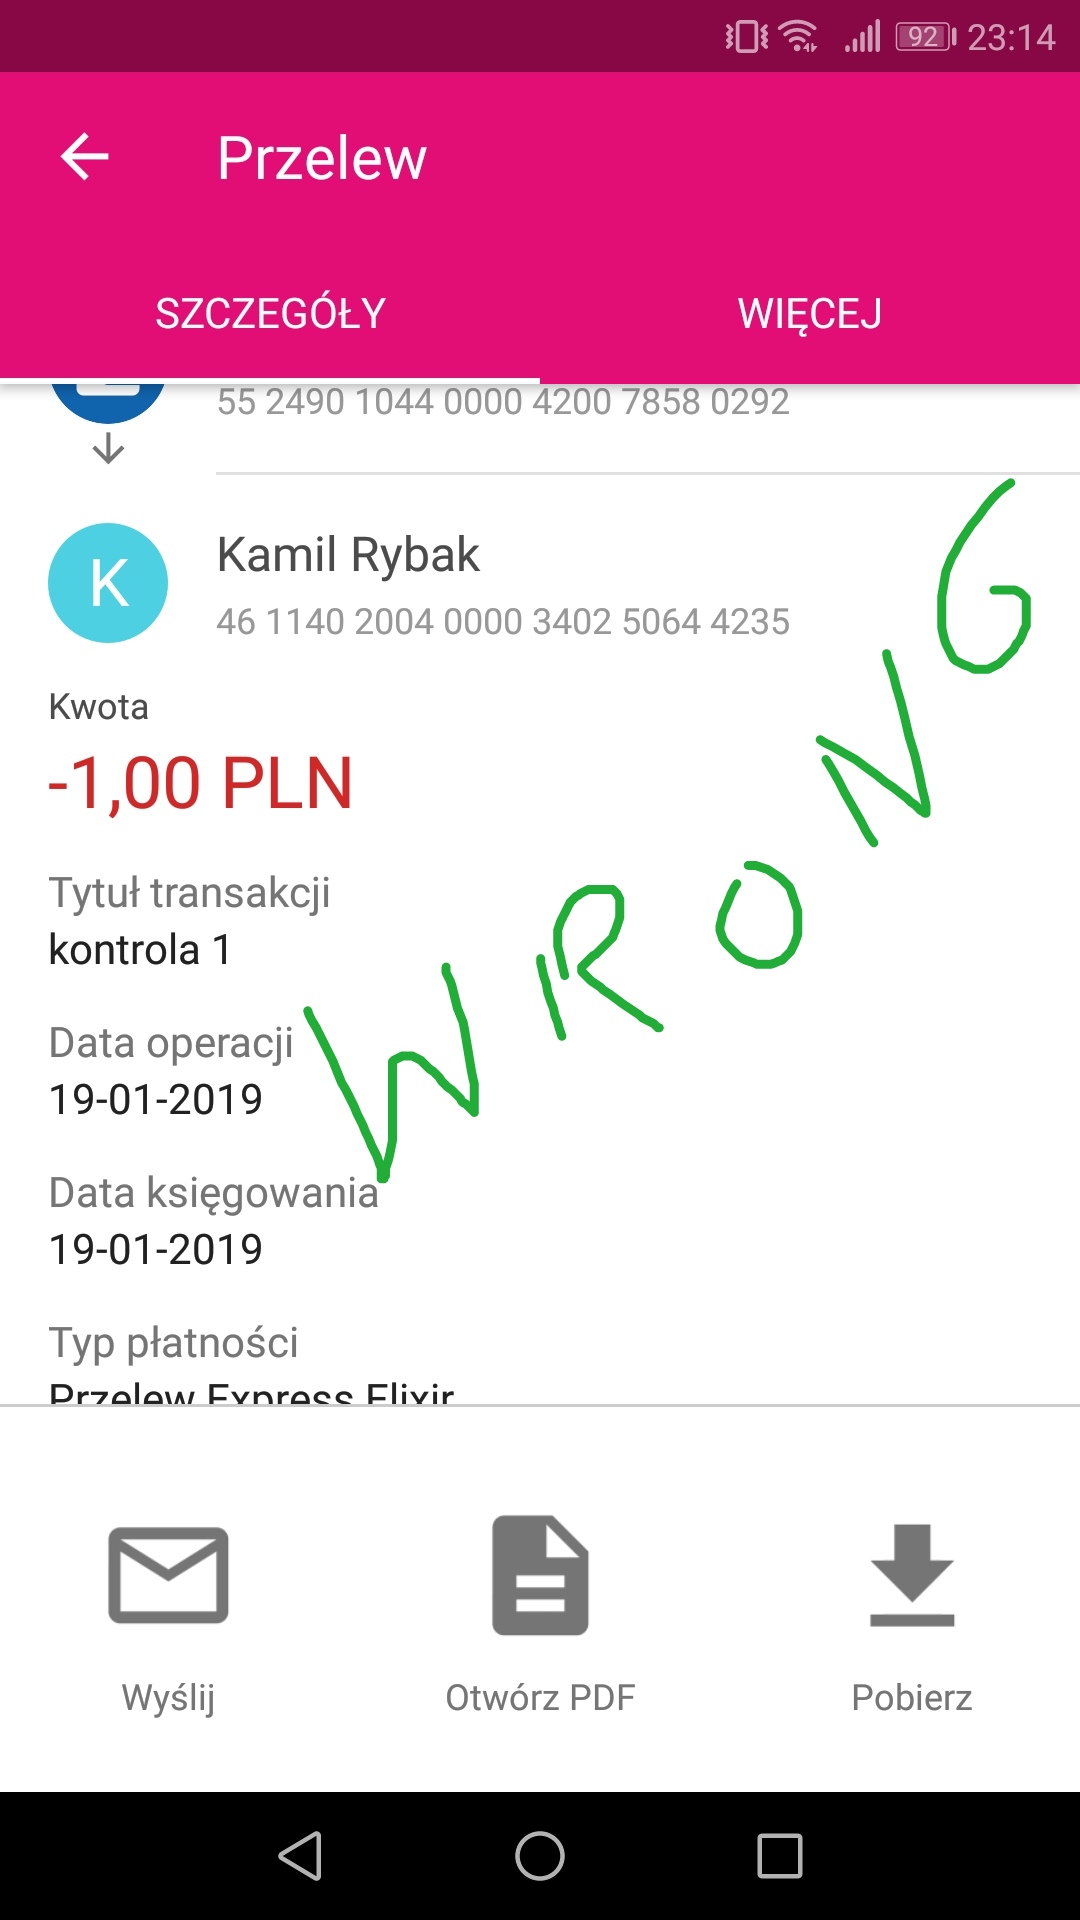 92 23:14
Przelew
SZCZEGÓŁY WIĘCEJ
55 2490 1044 0000 4200 7858 0292
K
Kamil Rybak
46 1140 2004 0000 3402 5064 4235
Kwota
-1,00 PLN
Tytuł transakcji
kontrola 1
Data operacji
19-01-2019
Data księgowania
19-01-2019
Typ płatności
Przelew Express Elixir
WRONG
Wyślij Otwórz PDF Pobierz